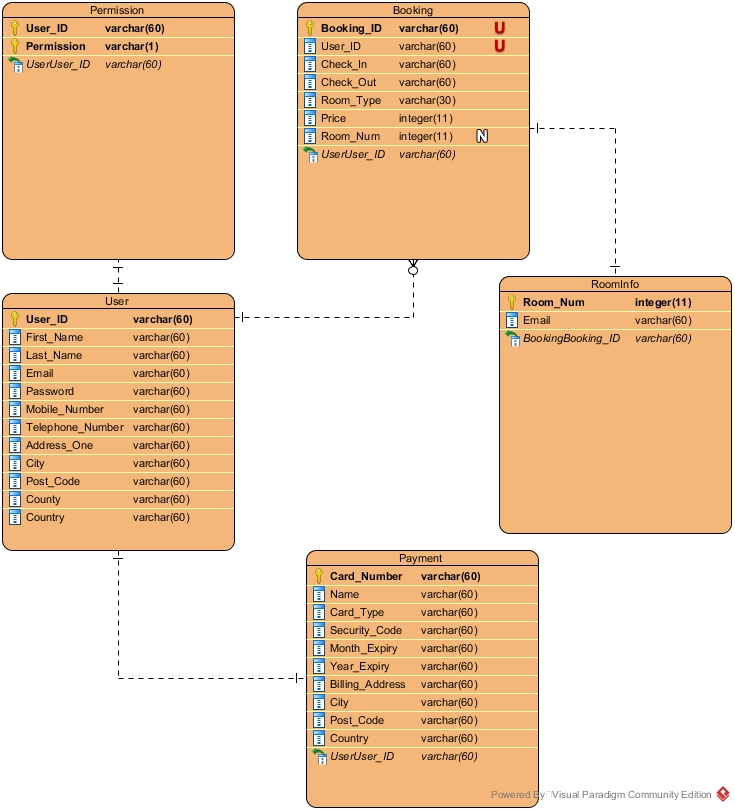 Permission
User_ID varchar(60)
Permission varchar(1)
UserUser_ID varchar(60)
Booking
Booking_ID varchar(60) U
User_ID varchar(60) U
Check_In varchar(60)
Check_Out varchar(60)
Room_Type varchar(30)
Price integer(11)
Room_Num integer(11) N
UserUser_ID varchar(60)
User
User_ID varchar(60)
First_Name varchar(60)
Last_Name varchar(60)
Email varchar(60)
Password varchar(60)
Mobile_Number varchar(60)
Telephone_Number varchar(60)
Address_One varchar(60)
City varchar(60)
Post_Code varchar(60)
County varchar(60)
Country varchar(60)
RoomInfo
Room_Num integer(11)
Email varchar(60)
BookingBooking_ID varchar(60)
Payment
Card_Number varchar(60)
Name varchar(60)
Card_Type varchar(60)
Security_Code varchar(60)
Month_Expiry varchar(60)
Year_Expiry varchar(60)
Billing_Address varchar(60)
City varchar(60)
Post_Code varchar(60)
Country varchar(60)
UserUser_ID varchar(60)
Powered By Visual Paradigm Community Edition